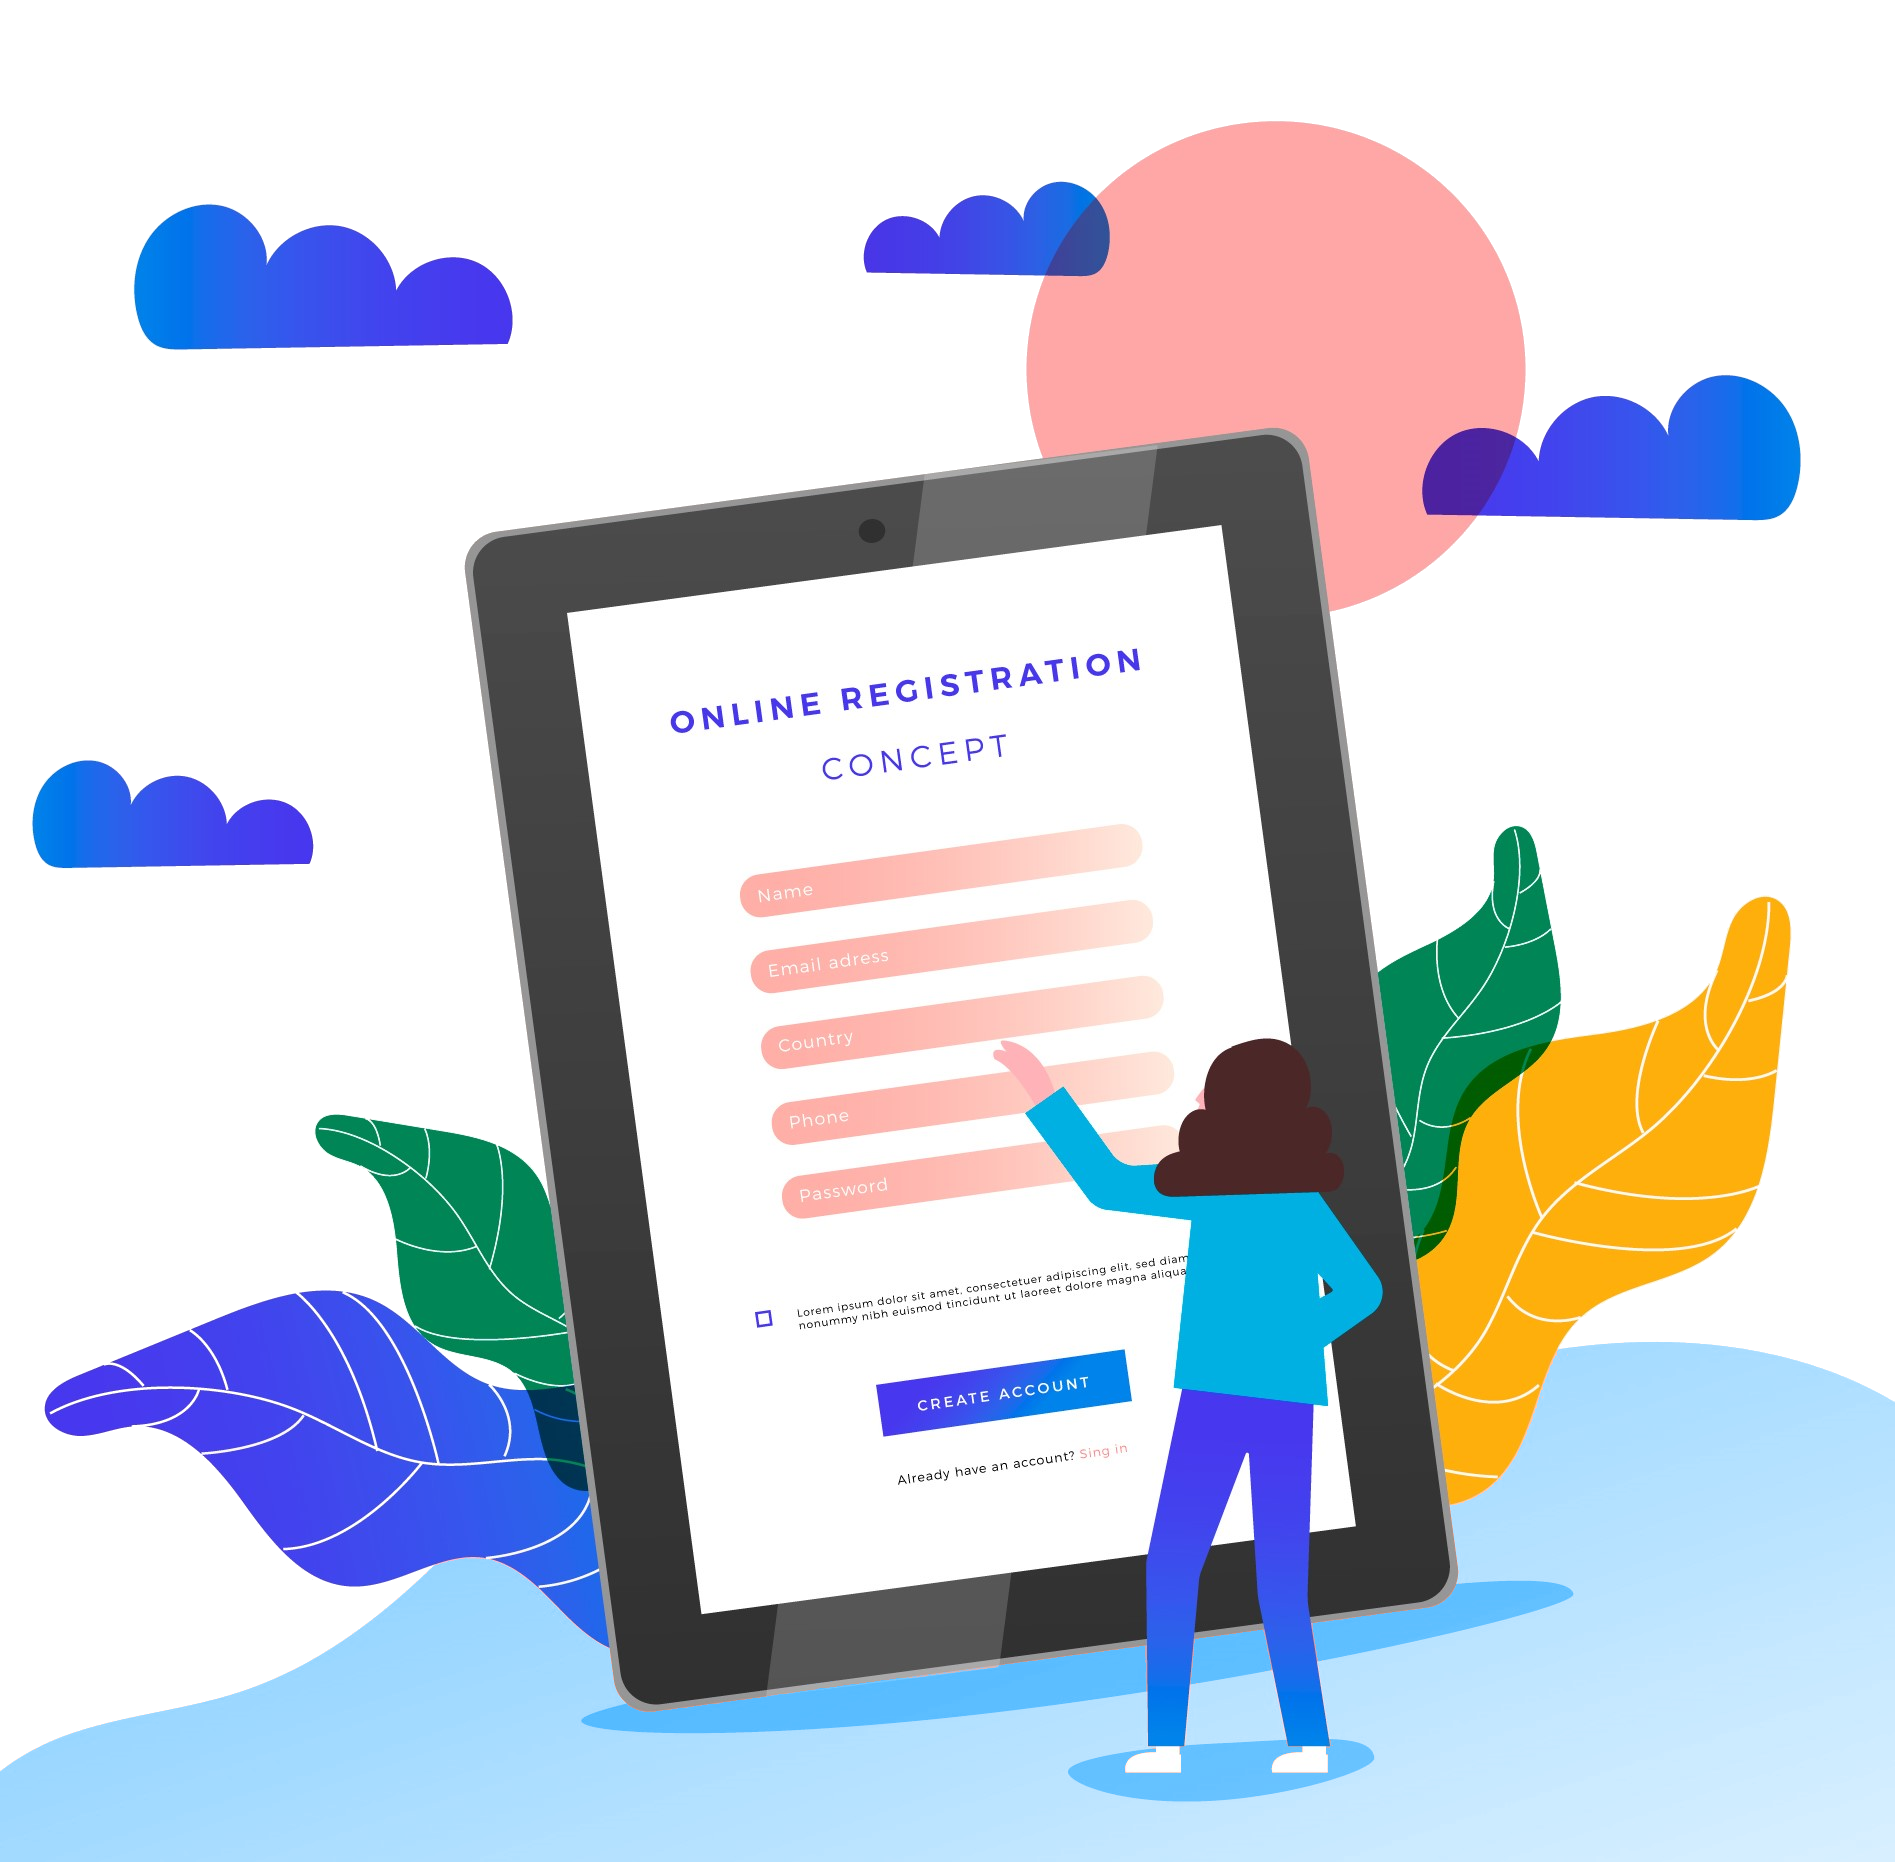 ONLINE REGISTRATION
CONCEPT
Name
Email adress
Country
Phone
Password
Lorem ipsum dolor sit amet, consectetuer adipiscing elit, sed diam
nonummy nibh euismod tincidunt ut laoreet dolore magna aliqua
CREATE ACCOUNT
Already have an account? Sing in